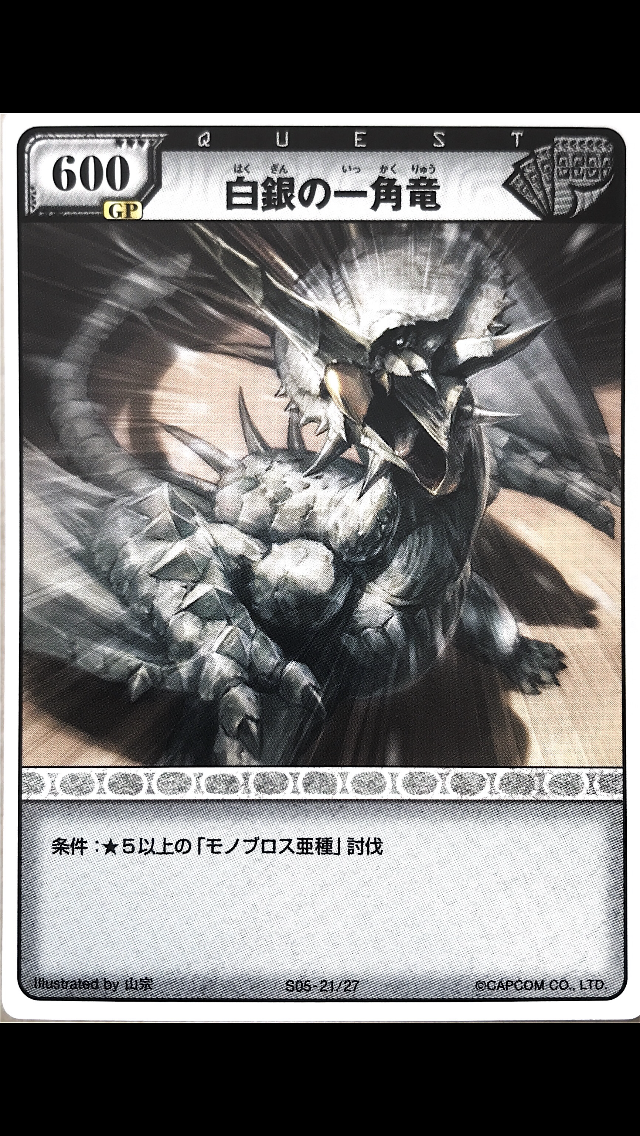 QUEST
600
GP
はく ぎん いっ かく りゅう
白銀の一角竜
条件：★５以上の「モノブロス亜種」討伐
Illustrated by 山宗
S05-21/27
©CAPCOM CO., LTD.